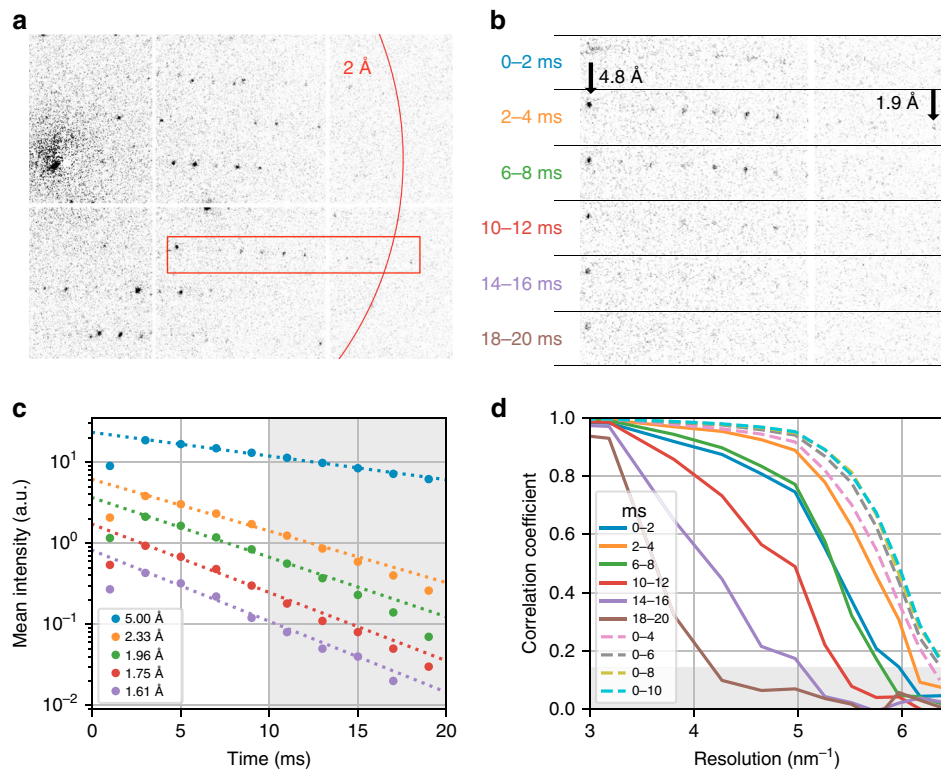 a
2 Å
b
0–2 ms
4.8 Å
2–4 ms
1.9 Å
6–8 ms
10–12 ms
14–16 ms
18–20 ms
c
Mean intensity (a.u.)
10¹
10⁰
10⁻¹
10⁻²
5.00 Å
2.33 Å
1.96 Å
1.75 Å
1.61 Å
0 5 10 15 20
Time (ms)
d
Correlation coefficient
1.0
0.8
0.6
0.4
0.2
0.0
ms
0–2
2–4
6–8
10–12
14–16
18–20
0–4
0–6
0–8
0–10
3 4 5 6
Resolution (nm⁻¹)